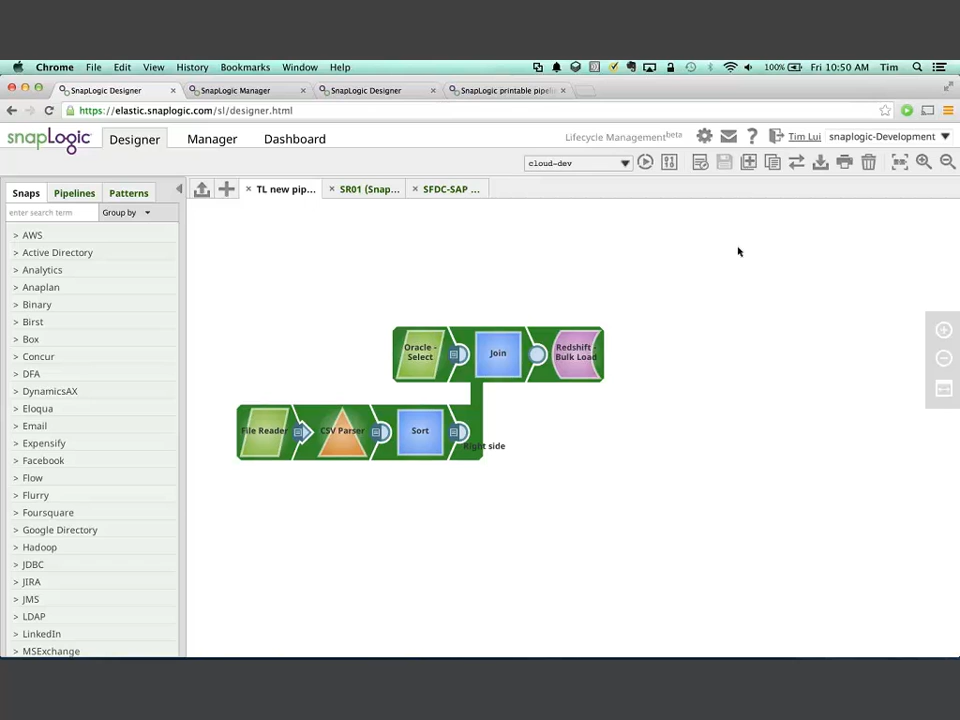 Chrome File Edit View History Bookmarks Window Help 100% Fri 10:50 AM Tim
SnapLogic Designer × SnapLogic Manager × SnapLogic Designer × SnapLogic printable pipeli ×
https://elastic.snaplogic.com/sl/designer.html
snapLogic Designer Manager Dashboard Lifecycle Management beta Tim Lui snaplogic-Development
cloud-dev
Snaps Pipelines Patterns × TL new pip... × SR01 (Snap... × SFDC-SAP ...
enter search term Group by
> AWS
> Active Directory
> Analytics
> Anaplan
> Binary
> Birst
> Box
> Concur
> DFA
> DynamicsAX
> Eloqua
> Email
> Expensify
> Facebook
> Flow
> Flurry
> Foursquare
> Google Directory
> Hadoop
> JDBC
> JIRA
> JMS
> LDAP
> LinkedIn
> MSExchange
Oracle - Select
Join
Redshift - Bulk Load
File Reader
CSV Parser
Sort
Right side